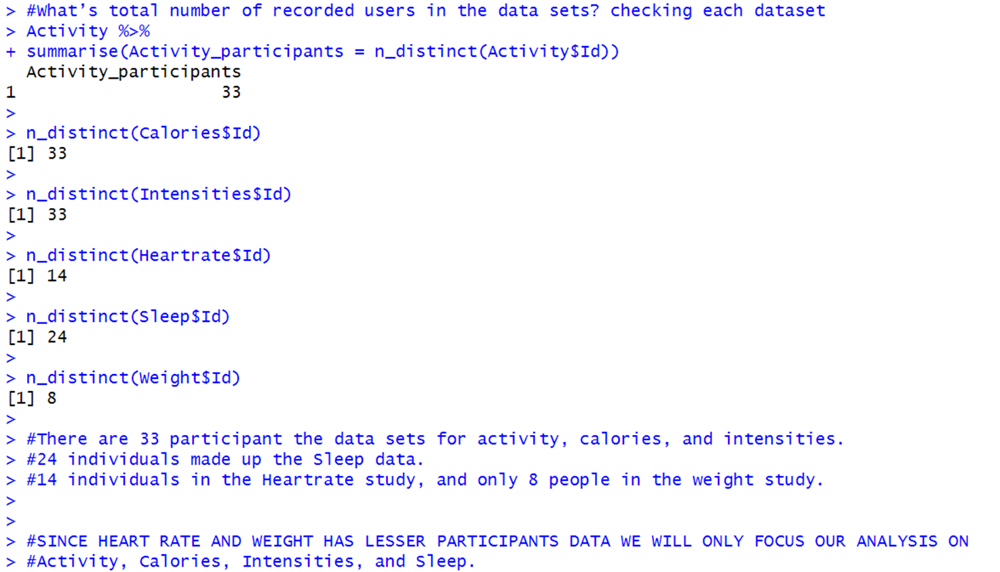 > #What’s total number of recorded users in the data sets? checking each dataset
> Activity %>%
+ summarise(Activity_participants = n_distinct(Activity$Id))
  Activity_participants
1                    33
>
> n_distinct(Calories$Id)
[1] 33
>
> n_distinct(Intensities$Id)
[1] 33
>
> n_distinct(Heartrate$Id)
[1] 14
>
> n_distinct(Sleep$Id)
[1] 24
>
> n_distinct(Weight$Id)
[1] 8
>
> #There are 33 participant the data sets for activity, calories, and intensities.
> #24 individuals made up the Sleep data.
> #14 individuals in the Heartrate study, and only 8 people in the weight study.
>
>
> #SINCE HEART RATE AND WEIGHT HAS LESSER PARTICIPANTS DATA WE WILL ONLY FOCUS OUR ANALYSIS ON
> #Activity, Calories, Intensities, and Sleep.